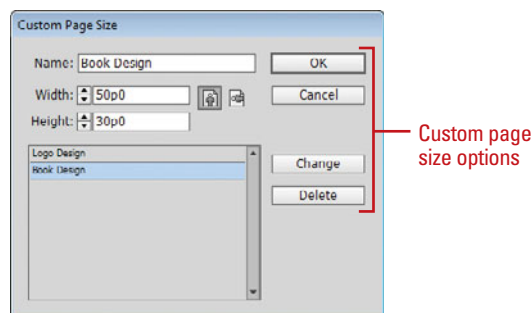 Custom Page Size
Name: Book Design
OK
Width: 50p0
Cancel
Height: 30p0
Custom page
size options
Logo Design
Book Design
Change
Delete